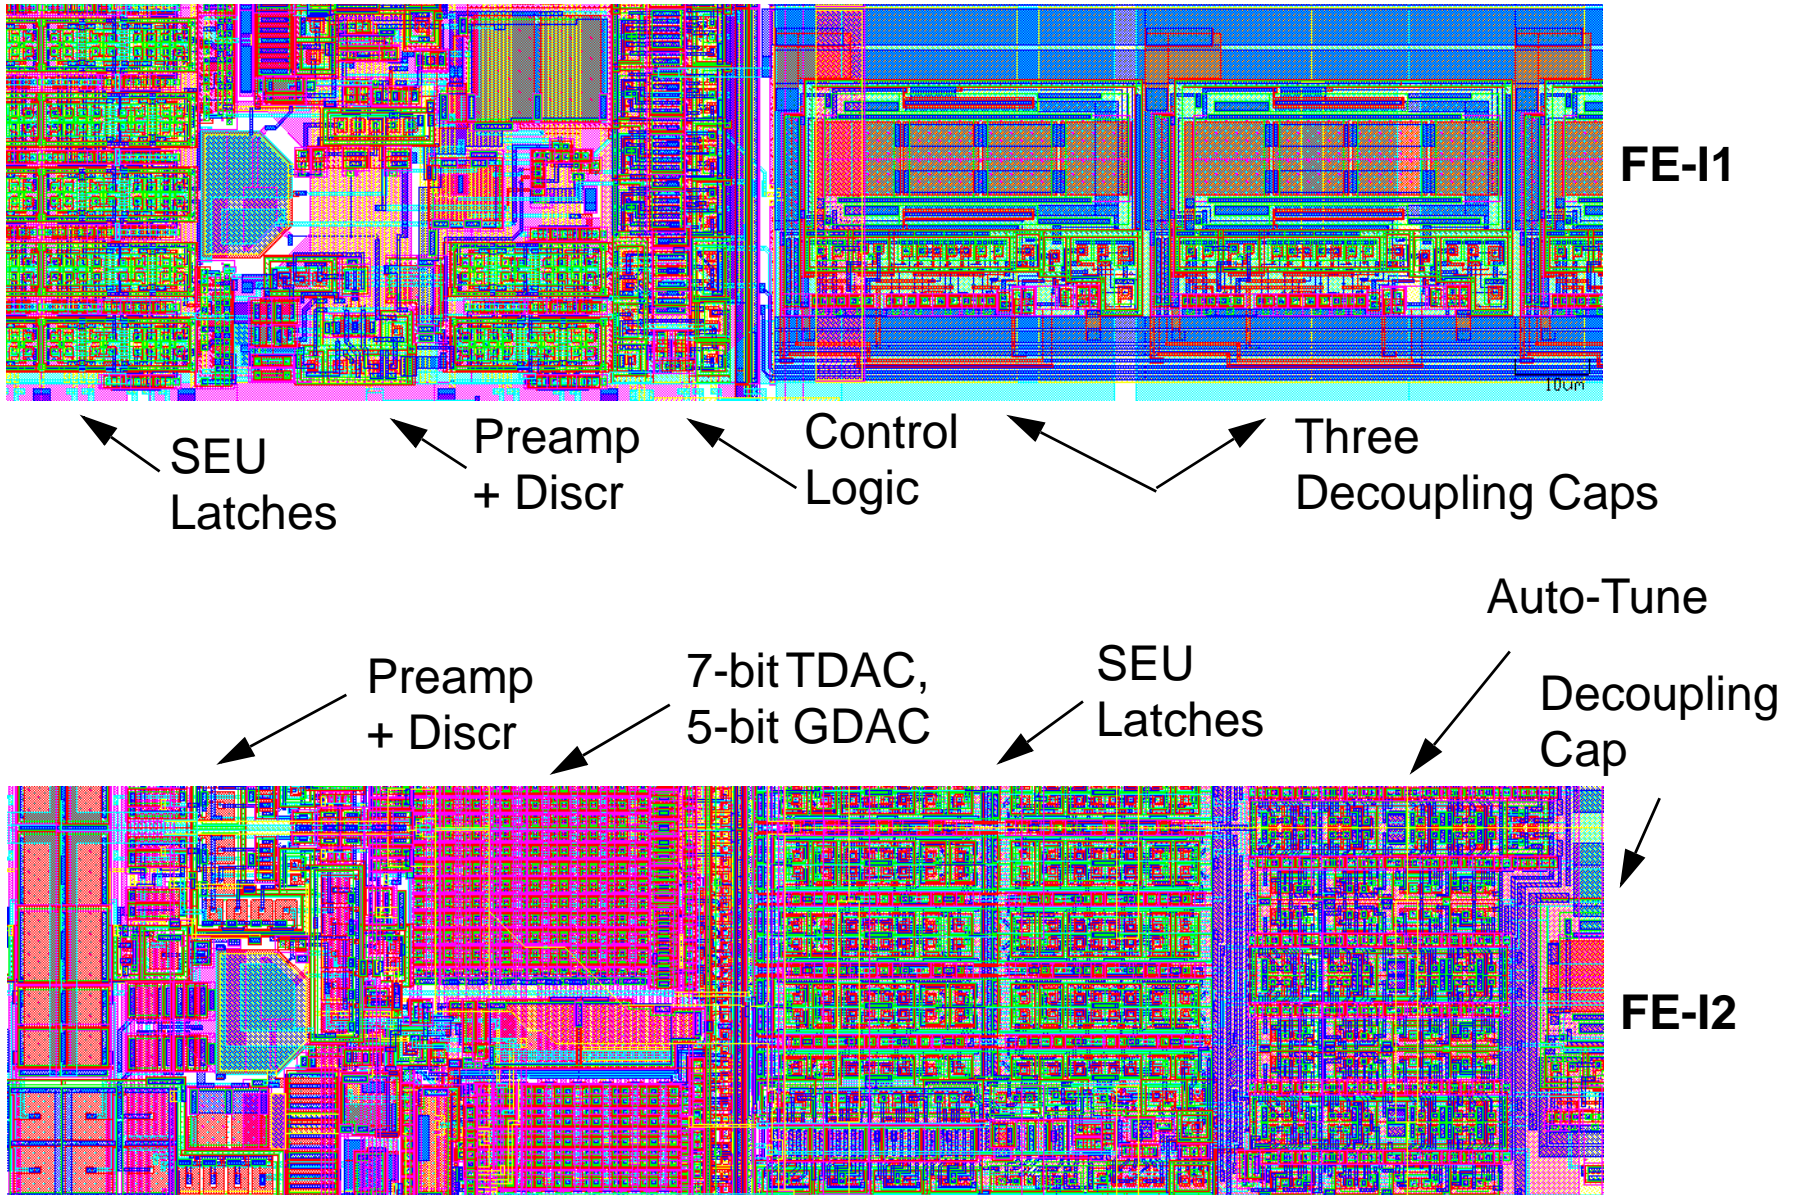 FE-I1
10um
SEU
Latches
Preamp
+ Discr
Control
Logic
Three
Decoupling Caps
Auto-Tune
Preamp
+ Discr
7-bit TDAC,
5-bit GDAC
SEU
Latches
Decoupling
Cap
FE-I2